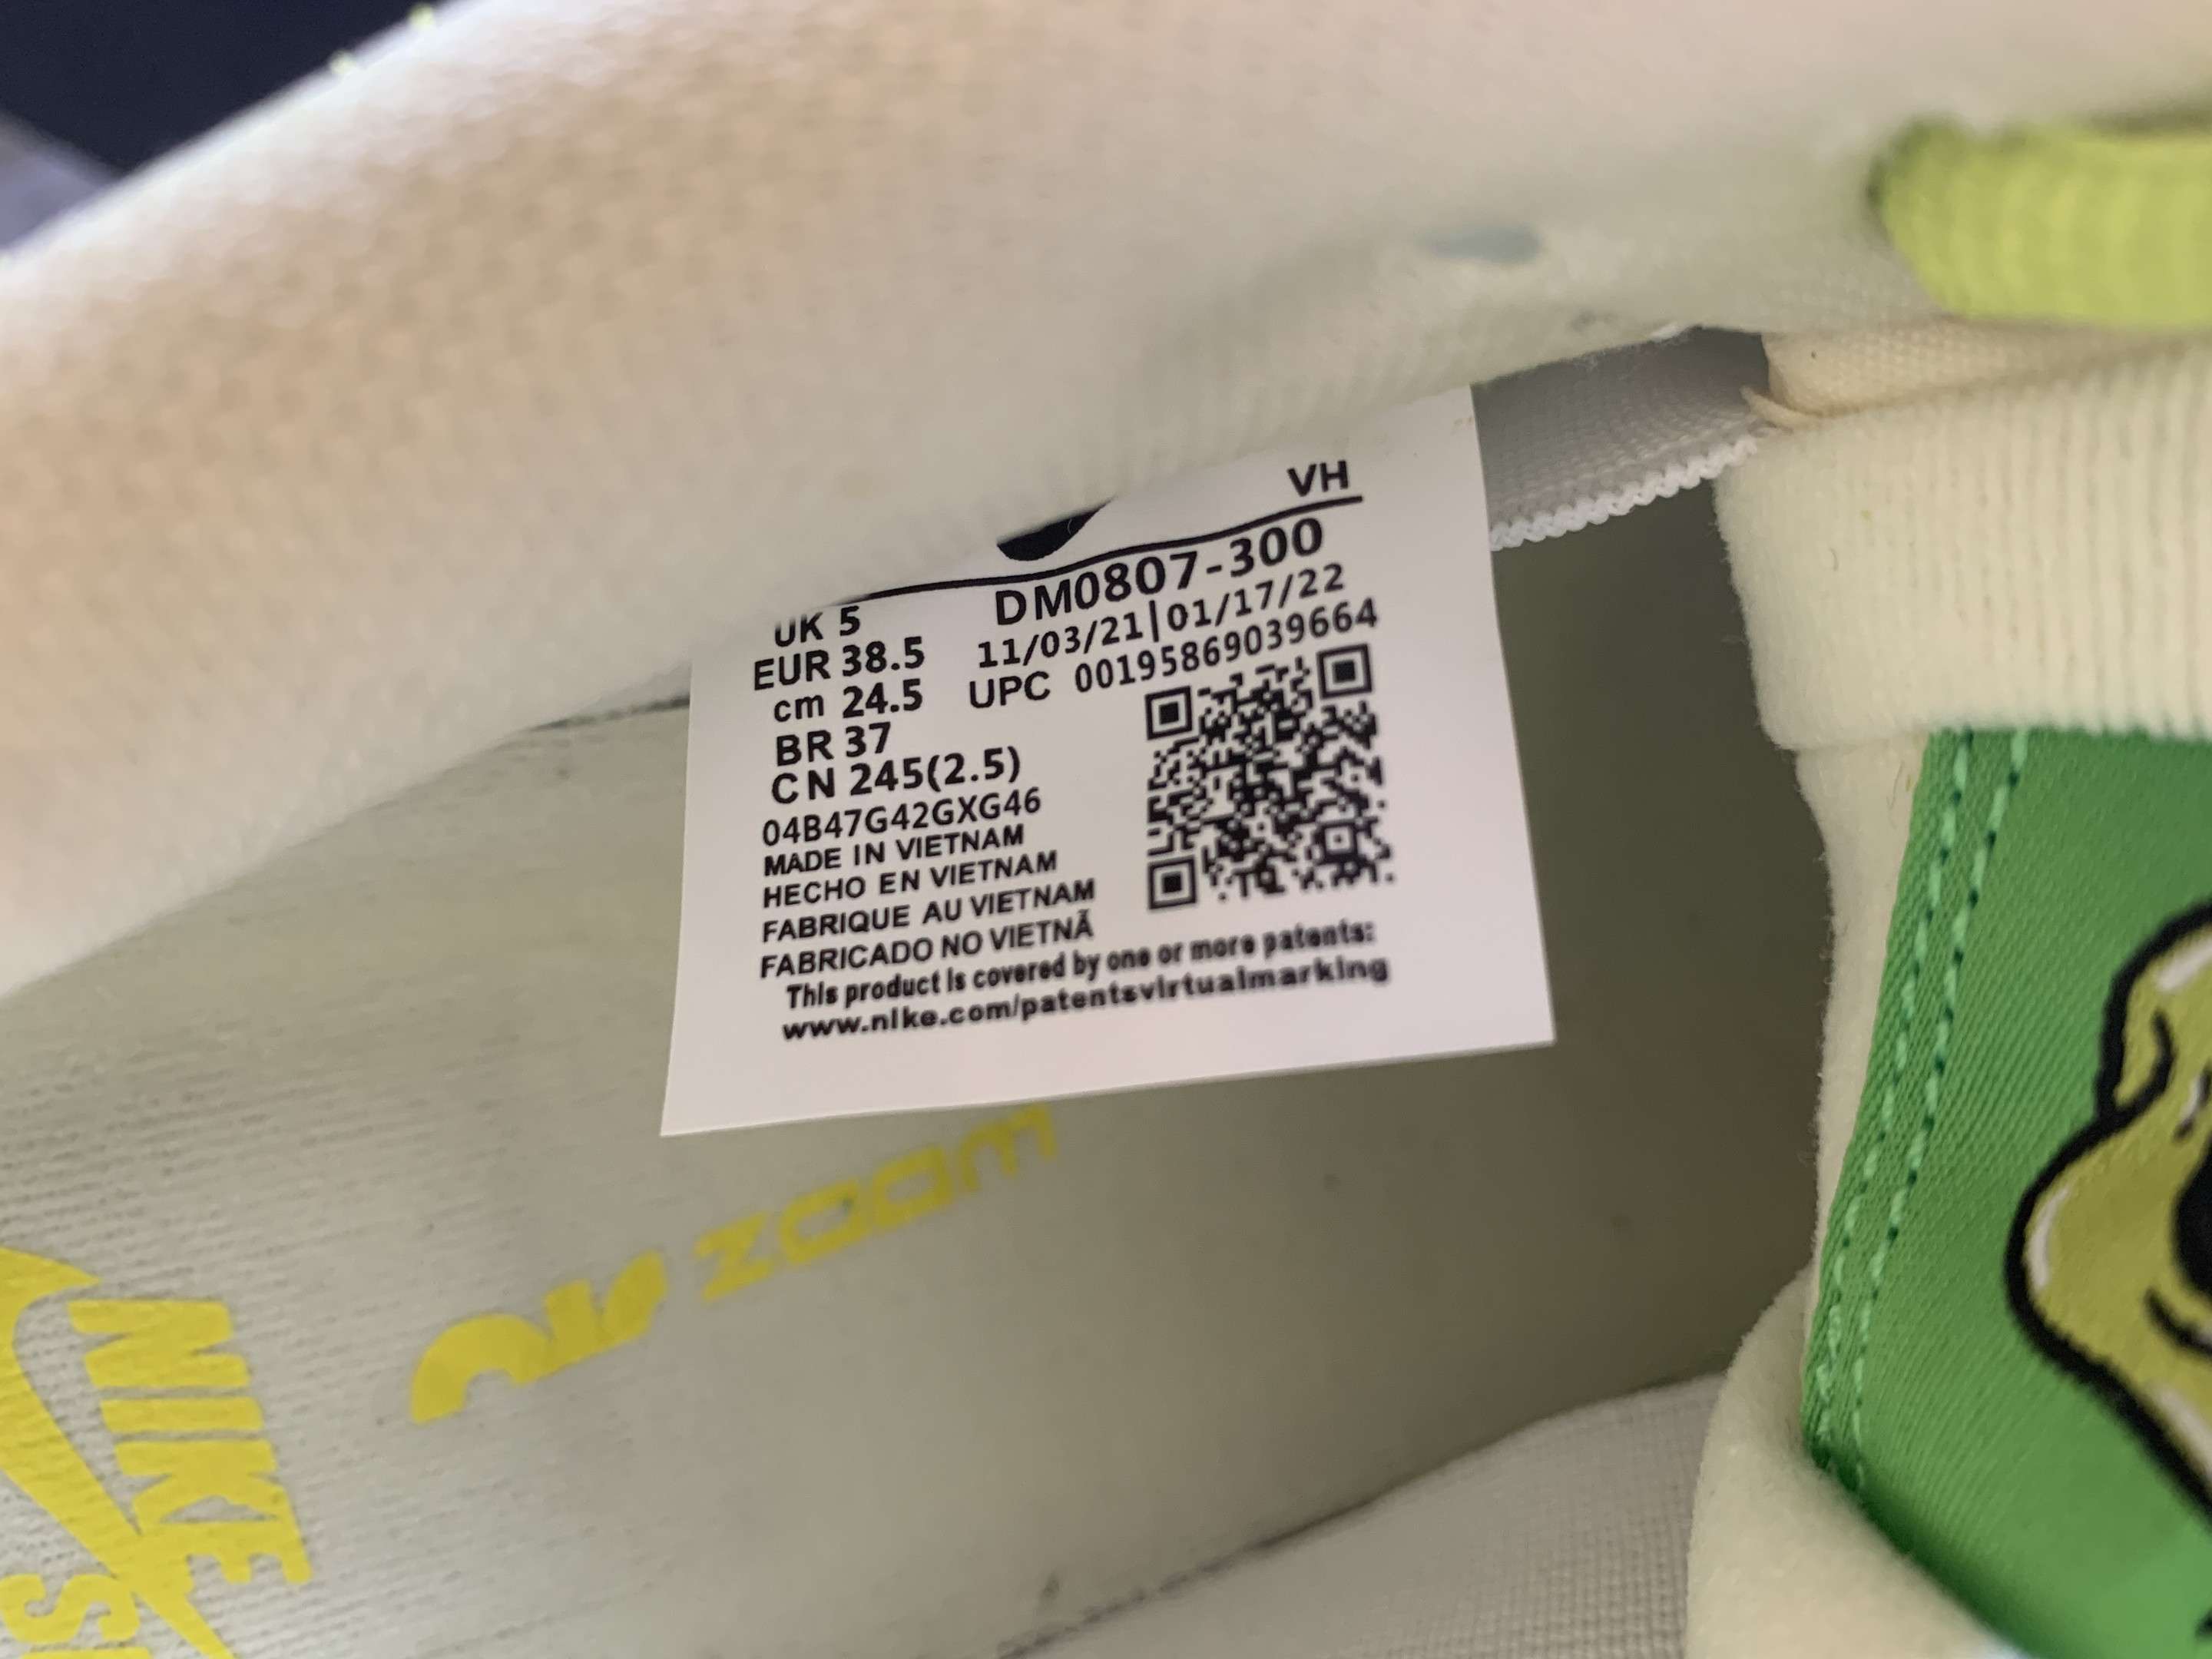 VH
UK 5
DM0807-300
EUR 38.5
11/03/21|01/17/22
cm 24.5
UPC 00195869039664
BR 37
CN 245(2.5)
04B47G42GXG46
MADE IN VIETNAM
HECHO EN VIETNAM
FABRIQUE AU VIETNAM
FABRICADO NO VIETNÃ
This product is covered by one or more patents:
www.nike.com/patentsvirtualmarking
air zoom
NIKE